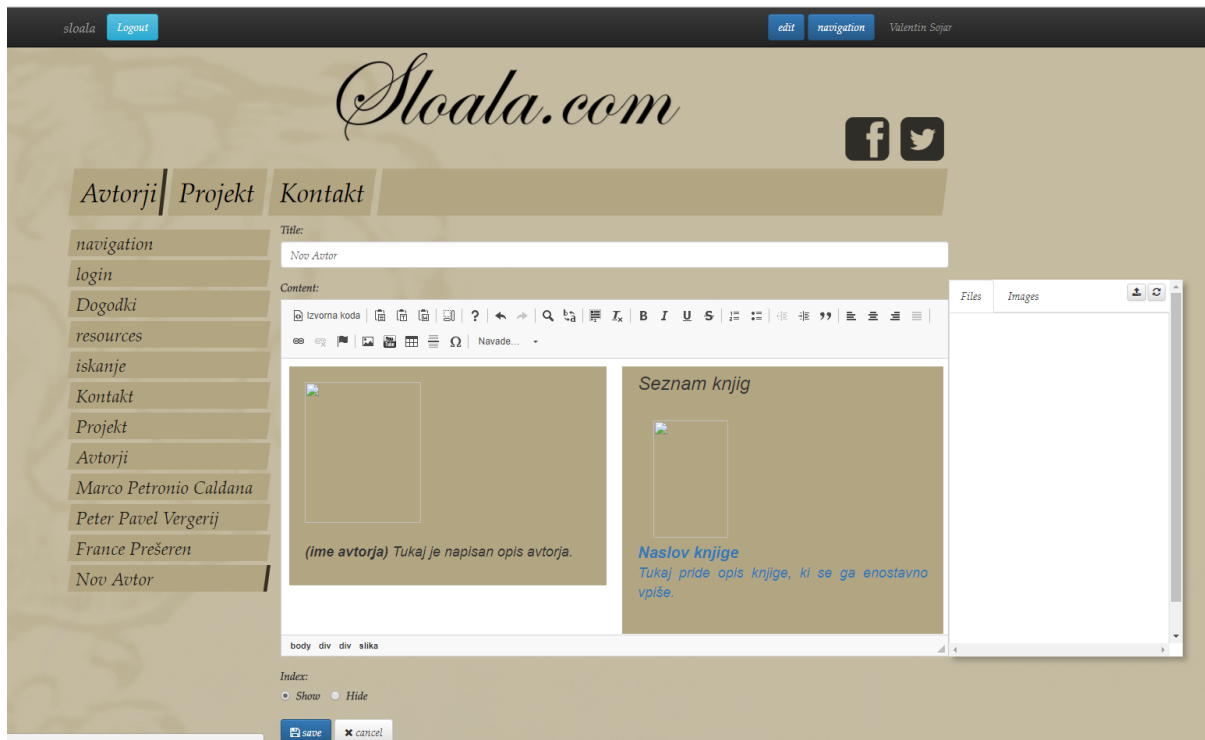 sloala Logout edit navigation Valentin Sojar
Sloala.com
Avtorji Projekt Kontakt
navigation
login
Dogodki
resources
iskanje
Kontakt
Projekt
Avtorji
Marco Petronio Caldana
Peter Pavel Vergerij
France Prešeren
Nov Avtor
Title:
Nov Avtor
Content:
Izvorna koda
Navade...
(ime avtorja) Tukaj je napisan opis avtorja.
Seznam knjig
Naslov knjige
Tukaj pride opis knjige, ki se ga enostavno
vpiše.
body div div slika
Files Images
Index:
Show Hide
save cancel